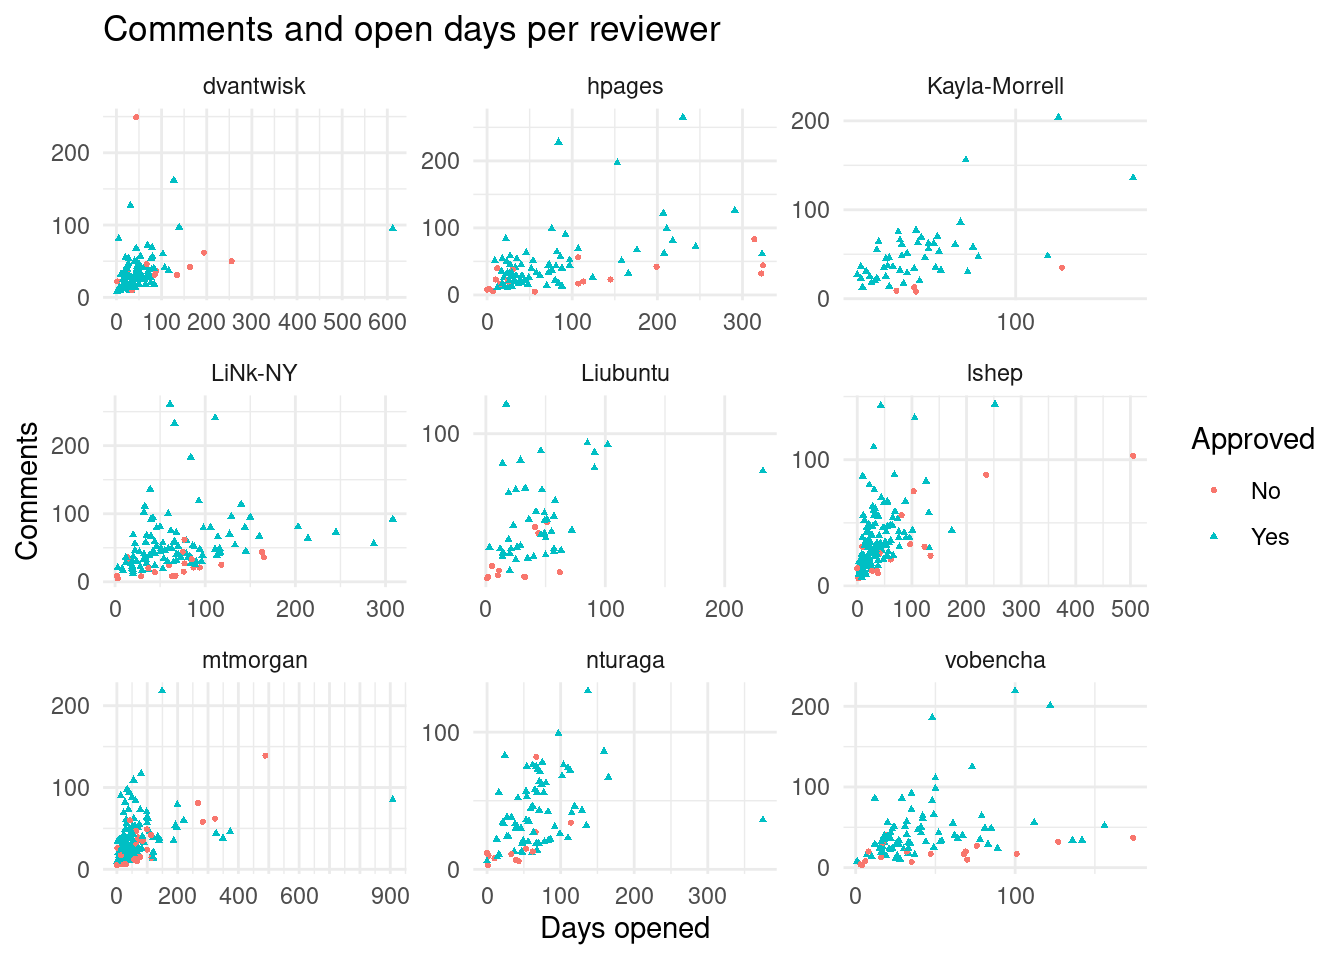 Comments and open days per reviewer
dvantwisk
hpages
Kayla-Morrell
200
100
0
200
100
0
200
100
0
0 100 200 300 400 500 600
0 100 200 300
100
LiNk-NY
Liubuntu
lshep
200
100
0
100
100
0
0 100 200 300
0 100 200
0 100 200 300 400 500
mtmorgan
nturaga
vobencha
200
100
0
100
0
200
100
0
0 200 400 600 900
0 100 200 300
0 100
Days opened
Comments
Approved
No
Yes